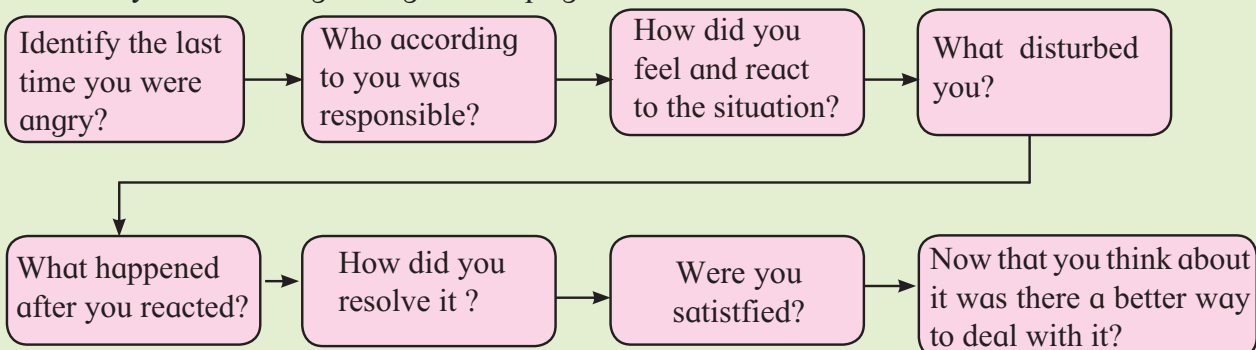 Identify the last
time you were
angry?
Who according
to you was
responsible?
How did you
feel and react
to the situation?
What disturbed
you?
What happened
after you reacted?
How did you
resolve it ?
Were you
satistfied?
Now that you think about
it was there a better way
to deal with it?